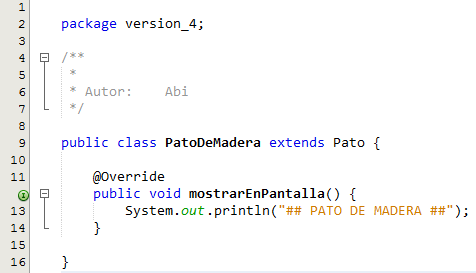 1
2 package version_4;
3
4 /**
5 *
6 * Autor: Abi
7 */
8
9 public class PatoDeMadera extends Pato {
10
11 @Override
public void mostrarEnPantalla() {
13 System.out.println("## PATO DE MADERA ##");
14 }
15
16 }